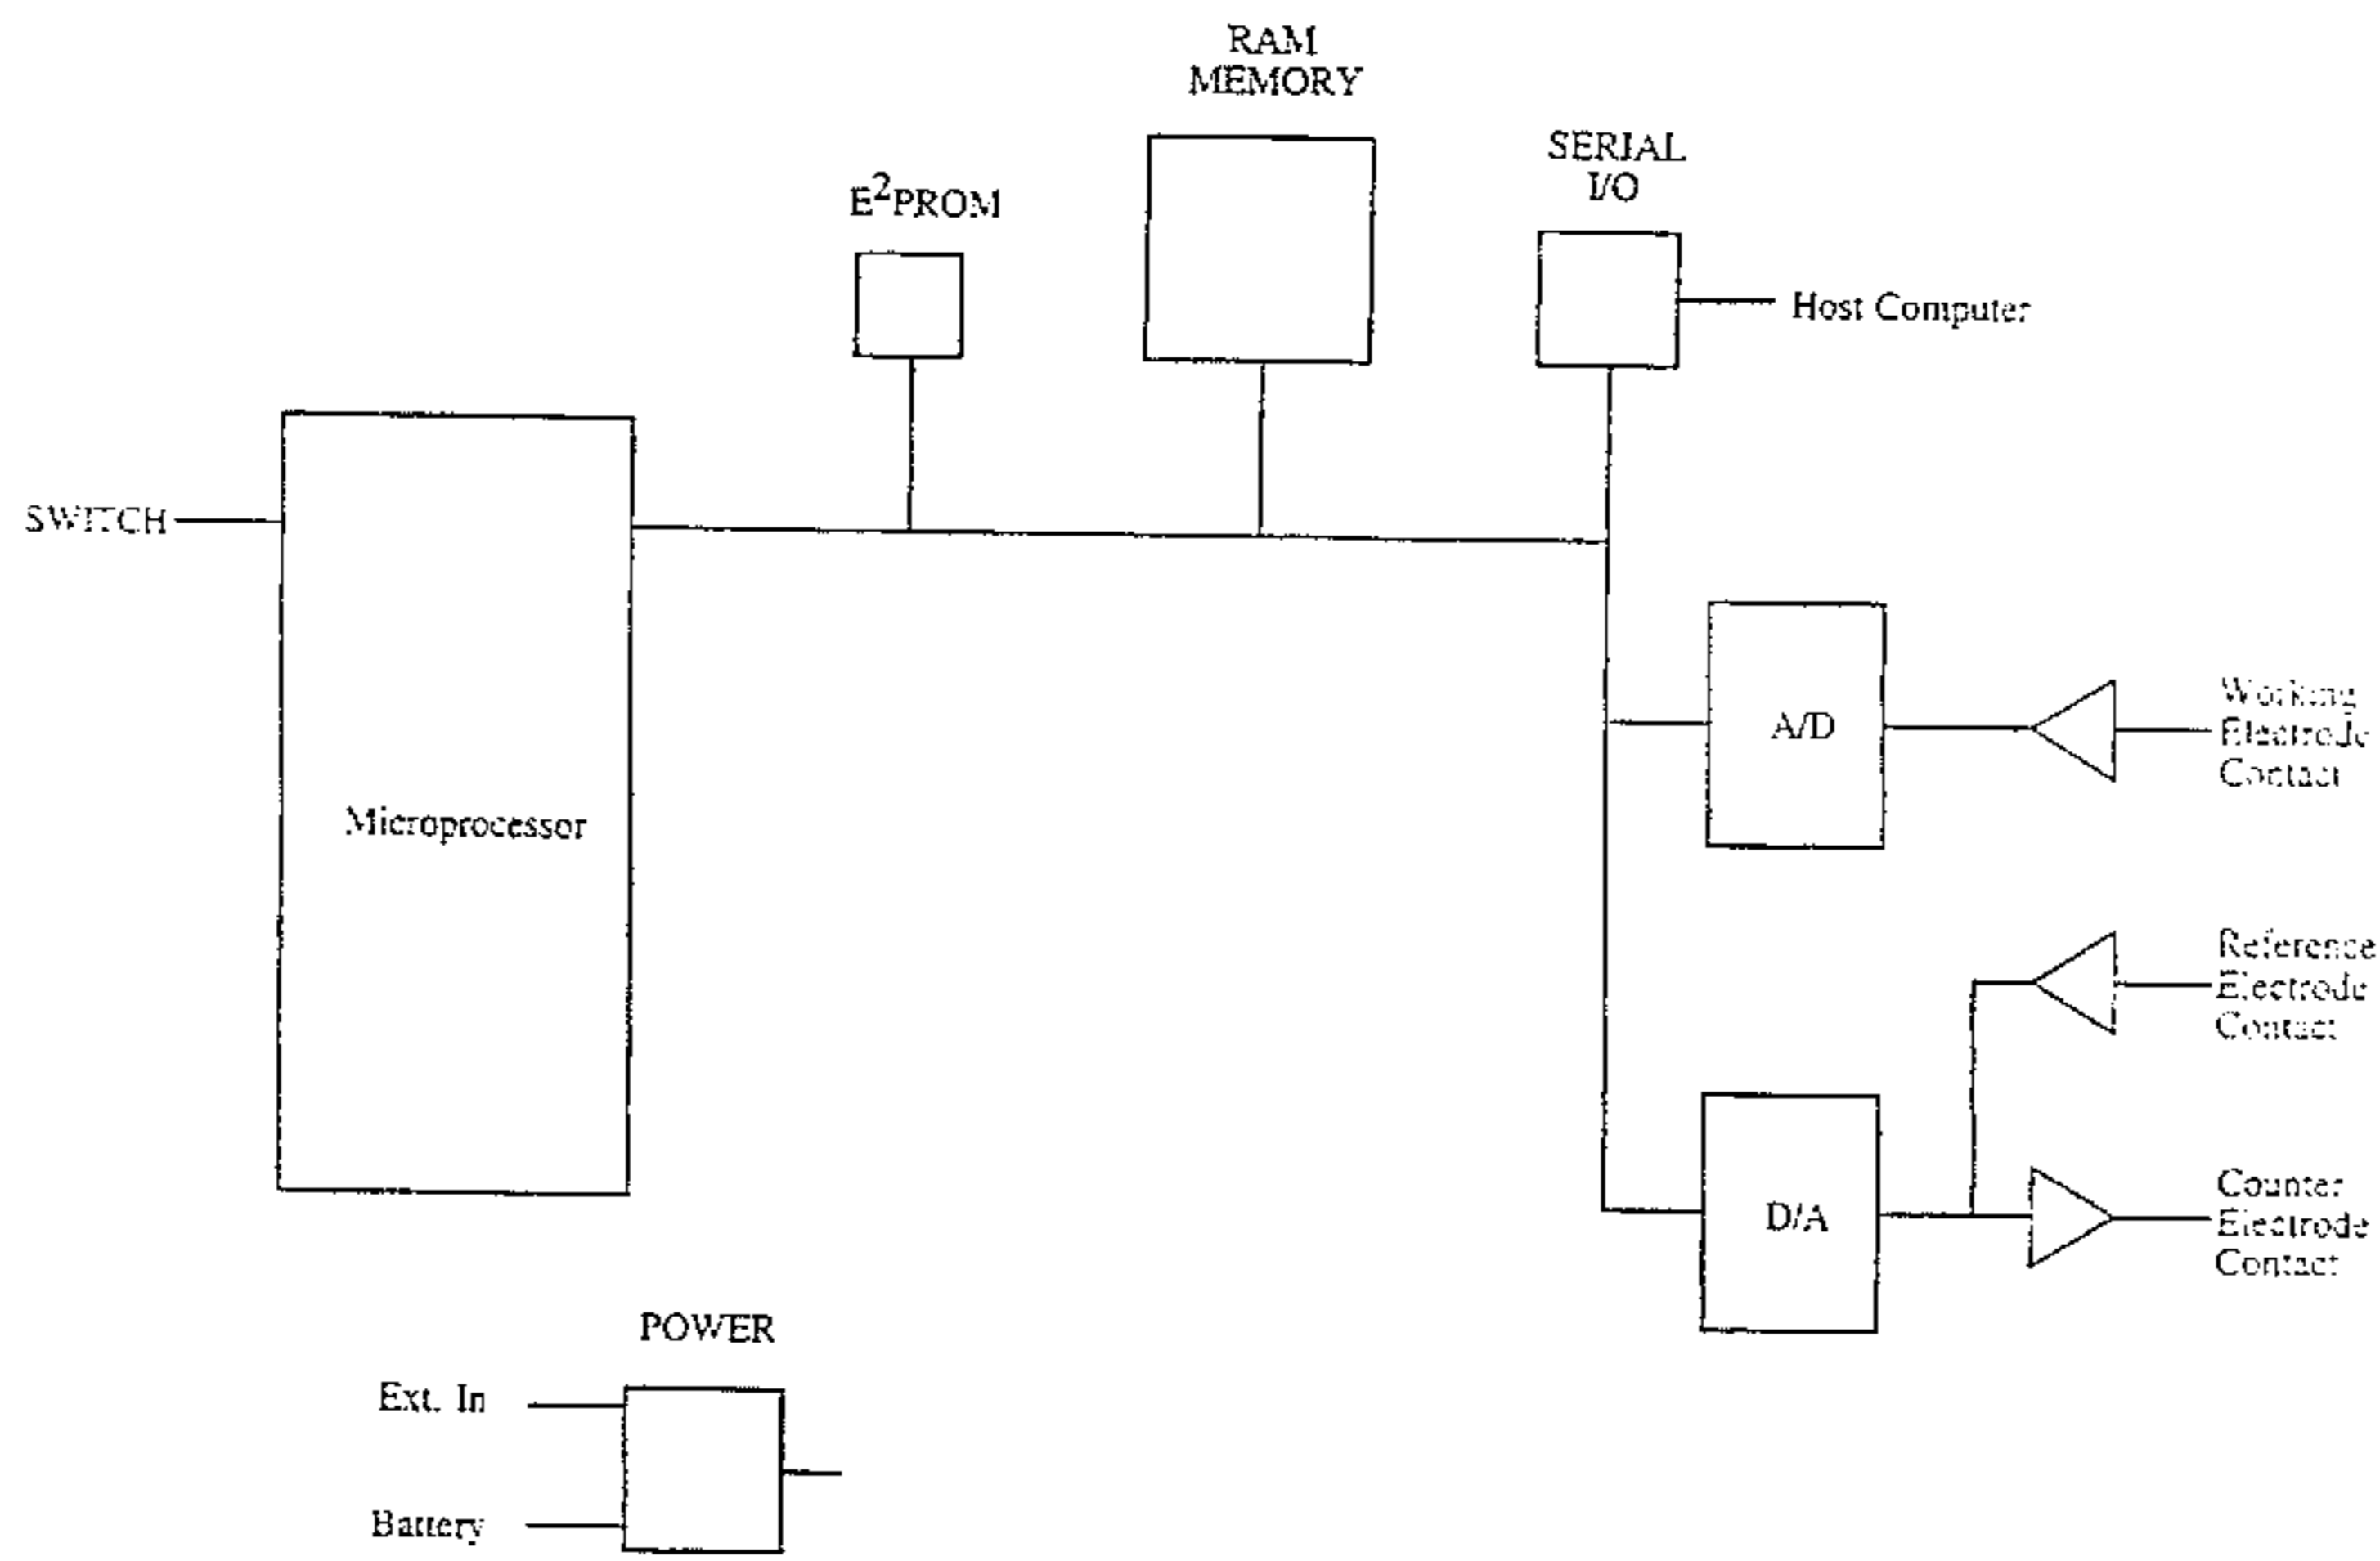 RAM
MEMORY
SERIAL
I/O
E²PROM
Host Computer
SWITCH
Microprocessor
A/D
Working
Electrode
Contact
Reference
Electrode
Contact
D/A
Counter
Electrode
Contact
POWER
Ext. In
Battery